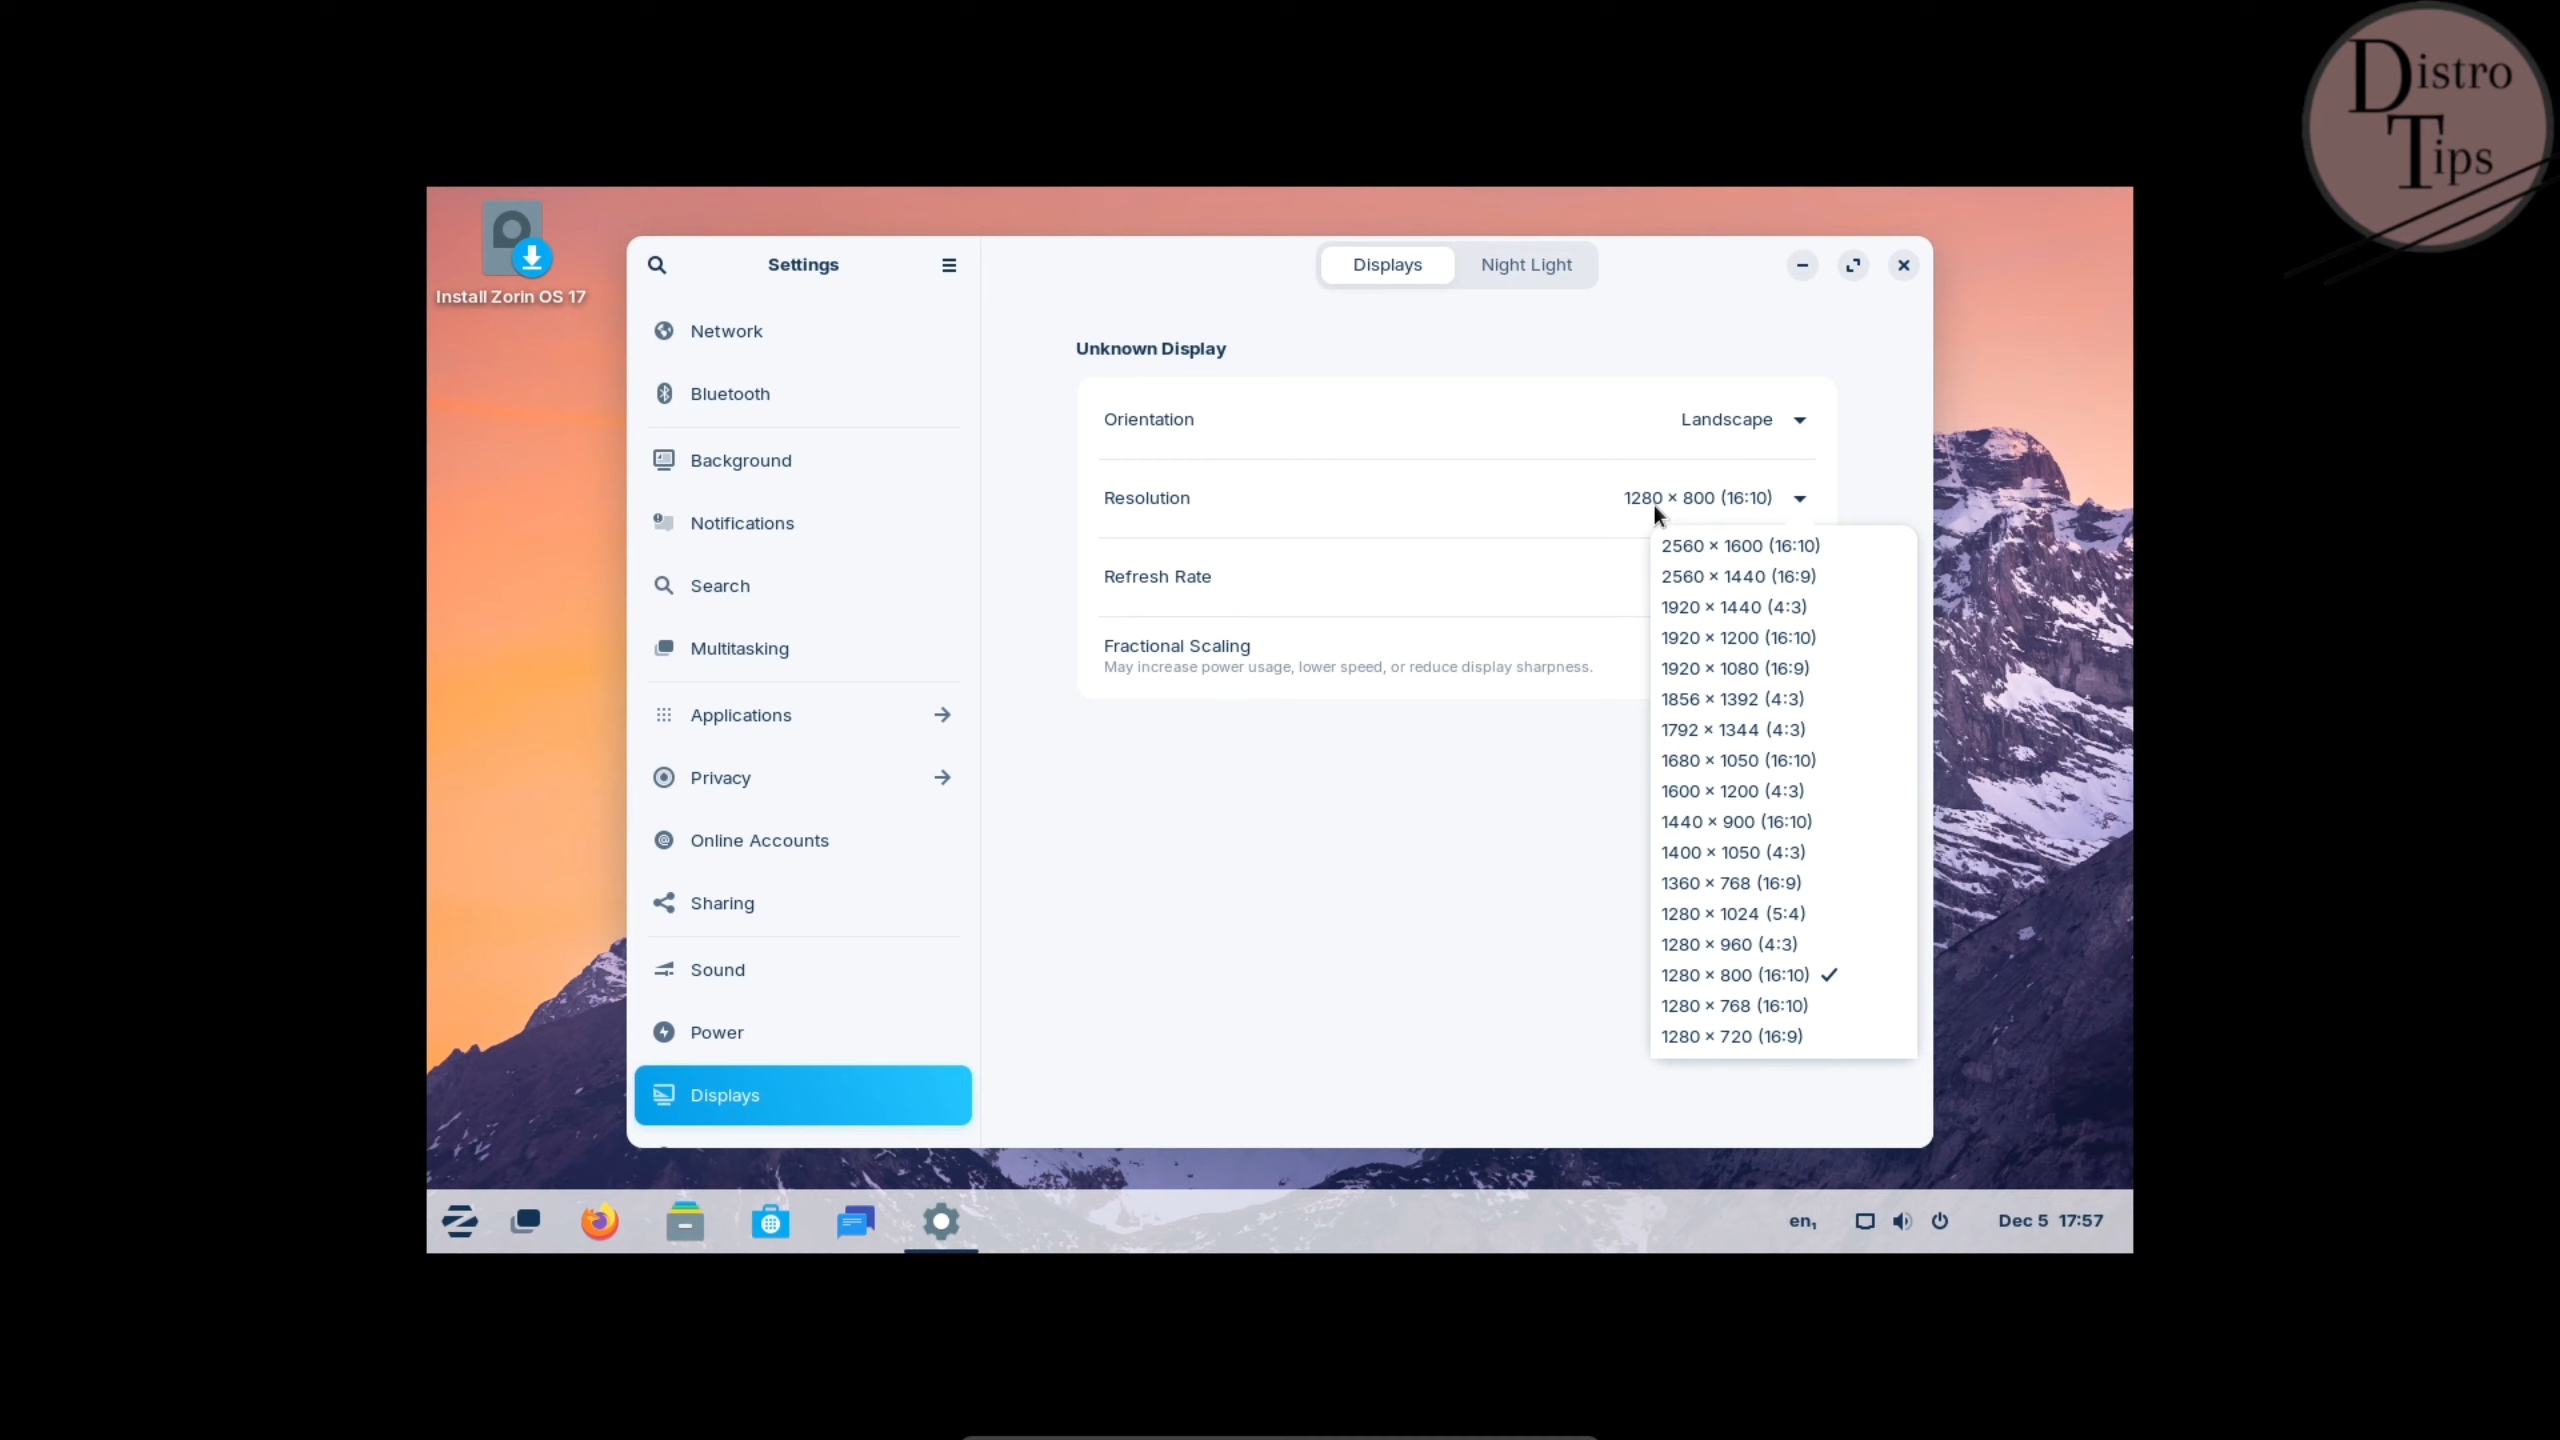 Distro
Tips
Install Zorin OS 17
Settings
Network
Bluetooth
Background
Notifications
Search
Multitasking
Applications
Privacy
Online Accounts
Sharing
Sound
Power
Displays
Displays
Night Light
Unknown Display
Orientation
Landscape
Resolution
1280 × 800 (16:10)
Refresh Rate
Fractional Scaling
May increase power usage, lower speed, or reduce display sharpness.
2560 × 1600 (16:10)
2560 × 1440 (16:9)
1920 × 1440 (4:3)
1920 × 1200 (16:10)
1920 × 1080 (16:9)
1856 × 1392 (4:3)
1792 × 1344 (4:3)
1680 × 1050 (16:10)
1600 × 1200 (4:3)
1440 × 900 (16:10)
1400 × 1050 (4:3)
1360 × 768 (16:9)
1280 × 1024 (5:4)
1280 × 960 (4:3)
1280 × 800 (16:10)
1280 × 768 (16:10)
1280 × 720 (16:9)
en₁
Dec 5 17:57